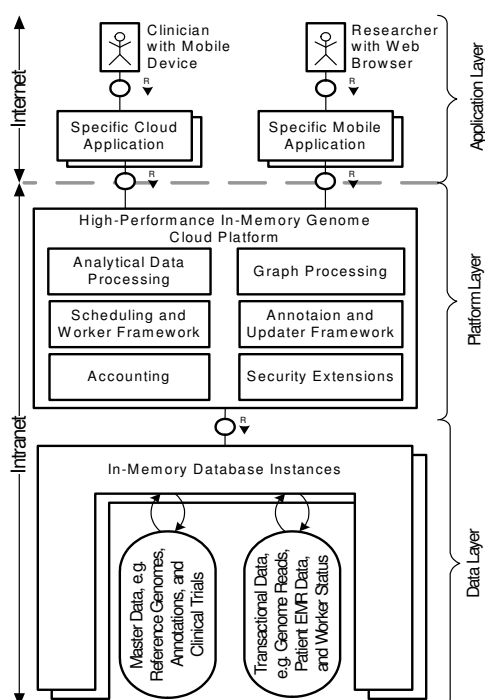 Clinician
with Mobile
Device
Researcher
with Web
Browser
R
R
Specific Cloud
Application
Specific Mobile
Application
R
R
High-Performance In-Memory Genome
Cloud Platform
Analytical Data
Processing
Graph Processing
Scheduling and
Worker Framework
Annotaion and
Updater Framework
Accounting
Security Extensions
R
In-Memory Database Instances
Master Data, e.g.
Reference Genomes,
Annotations, and
Clinical Trials
Transactional Data,
e.g. Genome Reads,
Patient EMR Data,
and Worker Status
Internet
Intranet
Application Layer
Platform Layer
Data Layer